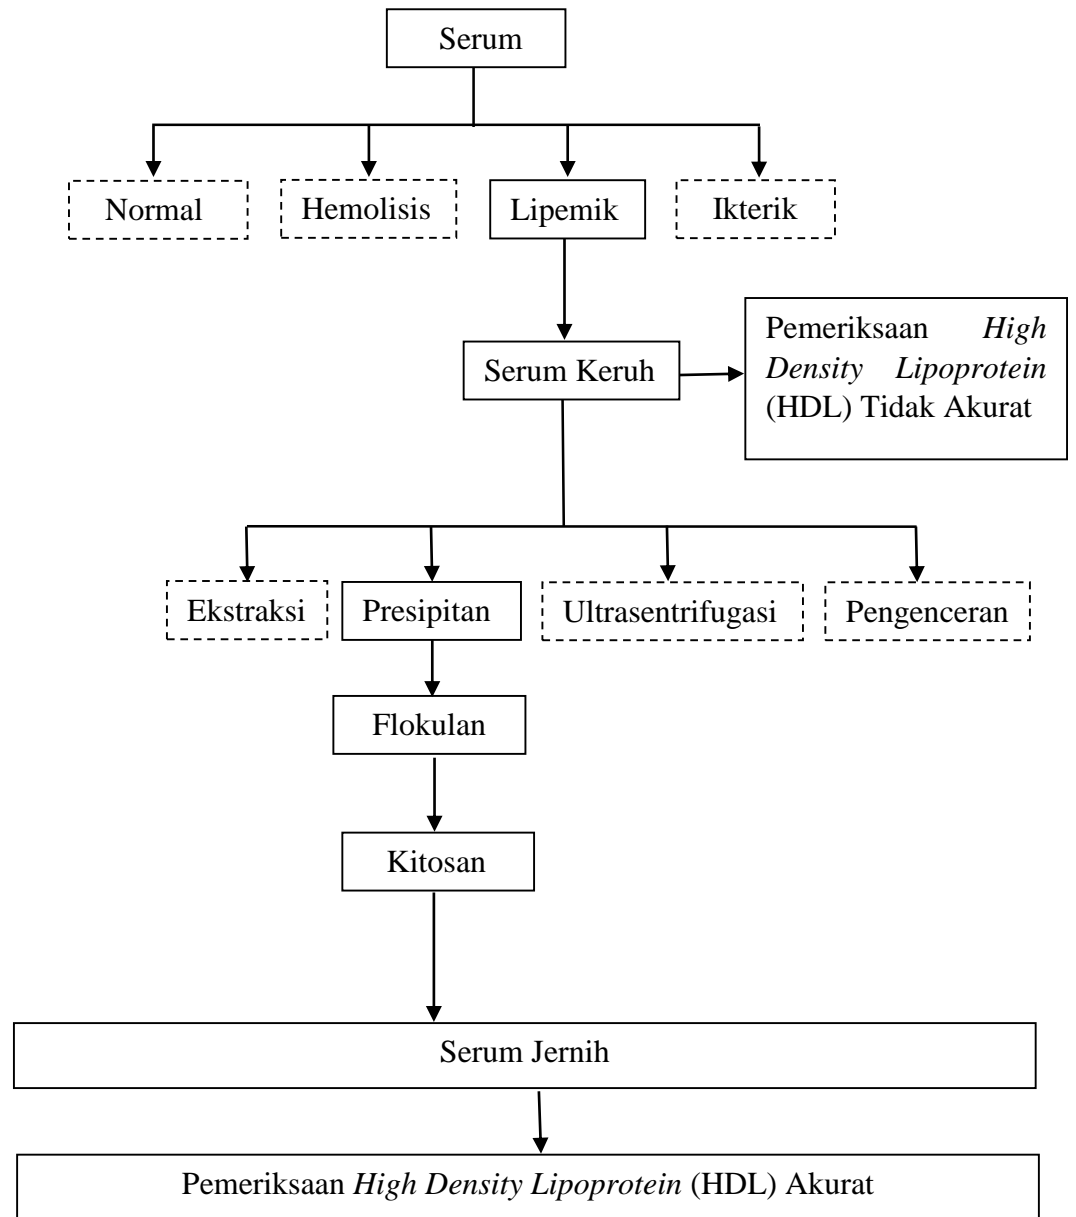 Serum
Normal
Hemolisis
Lipemik
Ikterik
Pemeriksaan High
Density Lipoprotein
(HDL) Tidak Akurat
Serum Keruh
Ekstraksi
Presipitan
Ultrasentrifugasi
Pengenceran
Flokulan
Kitosan
Serum Jernih
Pemeriksaan High Density Lipoprotein (HDL) Akurat